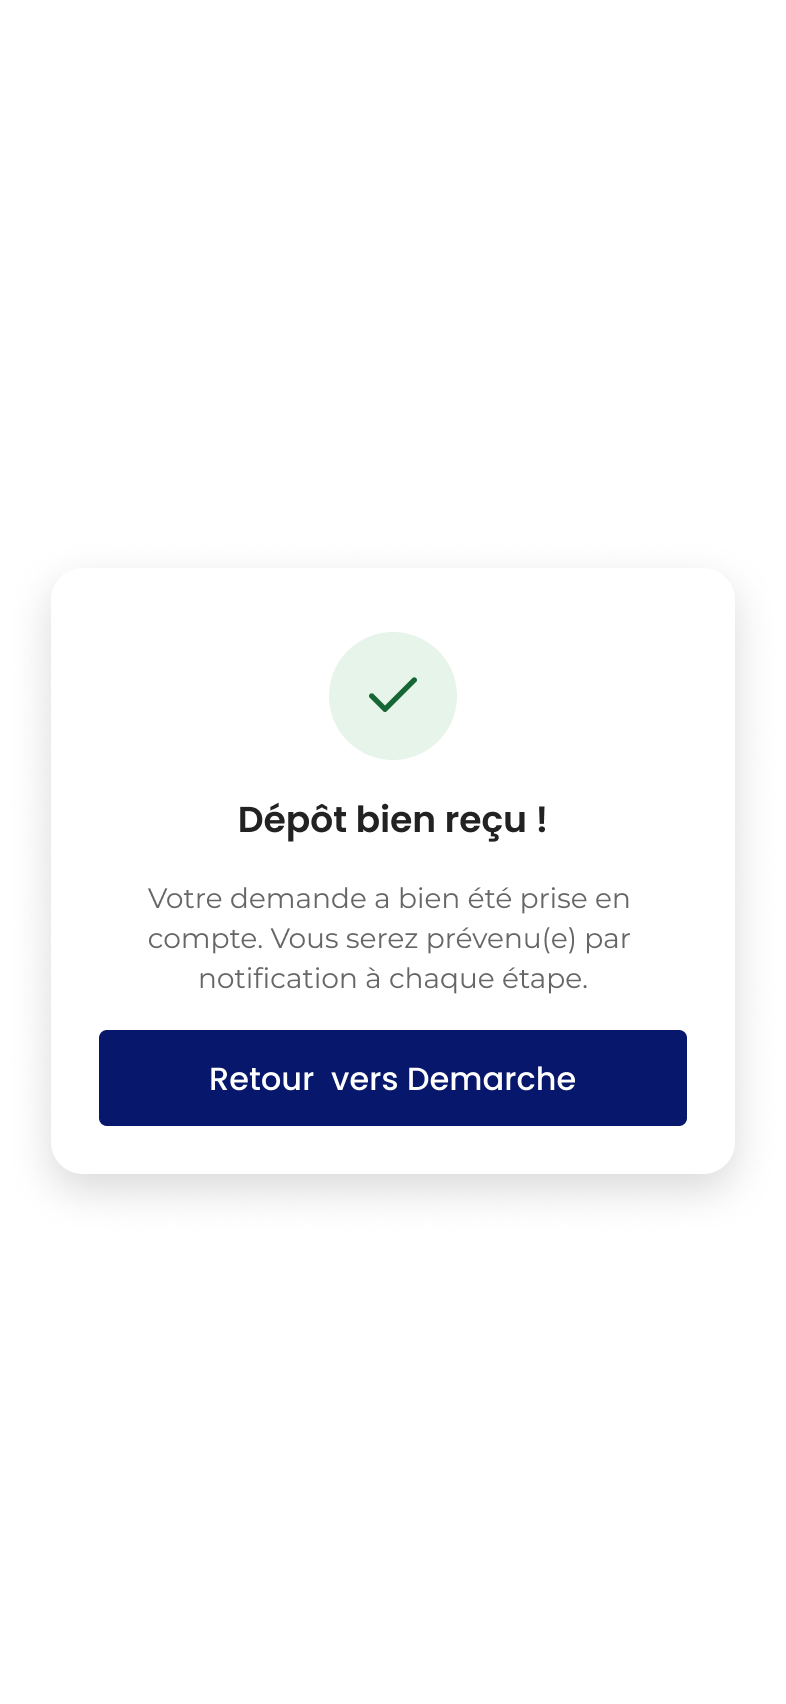 Dépôt bien reçu !
Votre demande a bien été prise en
compte. Vous serez prévenu(e) par
notification à chaque étape.
Retour  vers Demarche